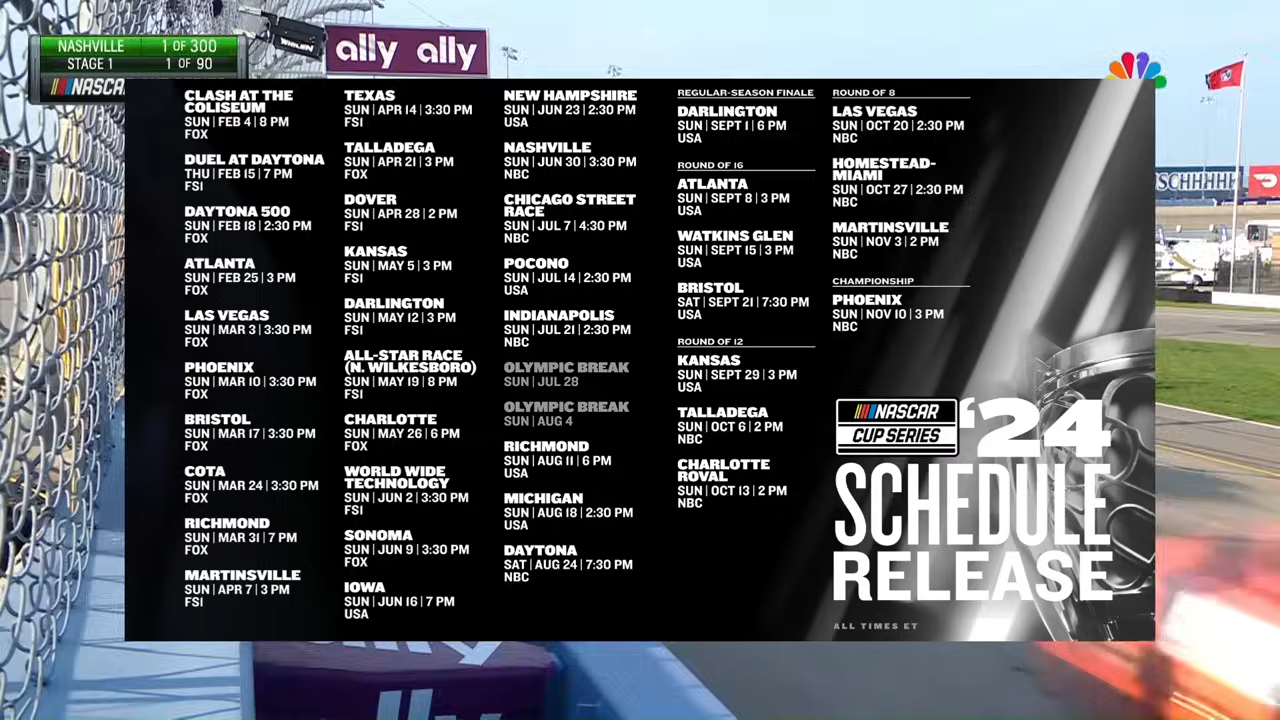 NASHVILLE 1 OF 300
STAGE 1 1 OF 90
NASCAR
ally ally
CLASH AT THE
COLISEUM
SUN | FEB 4 | 8 PM
FOX
DUEL AT DAYTONA
THU | FEB 15 | 7 PM
FS1
DAYTONA 500
SUN | FEB 18 | 2:30 PM
FOX
ATLANTA
SUN | FEB 25 | 3 PM
FOX
LAS VEGAS
SUN | MAR 3 | 3:30 PM
FOX
PHOENIX
SUN | MAR 10 | 3:30 PM
FOX
BRISTOL
SUN | MAR 17 | 3:30 PM
FOX
COTA
SUN | MAR 24 | 3:30 PM
FOX
RICHMOND
SUN | MAR 31 | 7 PM
FOX
MARTINSVILLE
SUN | APR 7 | 3 PM
FS1
TEXAS
SUN | APR 14 | 3:30 PM
FS1
TALLADEGA
SUN | APR 21 | 3 PM
FOX
DOVER
SUN | APR 28 | 2 PM
FS1
KANSAS
SUN | MAY 5 | 3 PM
FS1
DARLINGTON
SUN | MAY 12 | 3 PM
FS1
ALL-STAR RACE
(N. WILKESBORO)
SUN | MAY 19 | 8 PM
FS1
CHARLOTTE
SUN | MAY 26 | 6 PM
FOX
WORLD WIDE
TECHNOLOGY
SUN | JUN 2 | 3:30 PM
FS1
SONOMA
SUN | JUN 9 | 3:30 PM
FOX
IOWA
SUN | JUN 16 | 7 PM
USA
NEW HAMPSHIRE
SUN | JUN 23 | 2:30 PM
USA
NASHVILLE
SUN | JUN 30 | 3:30 PM
NBC
CHICAGO STREET
RACE
SUN | JUL 7 | 4:30 PM
NBC
POCONO
SUN | JUL 14 | 2:30 PM
USA
INDIANAPOLIS
SUN | JUL 21 | 2:30 PM
NBC
OLYMPIC BREAK
SUN | JUL 28
OLYMPIC BREAK
SUN | AUG 4
RICHMOND
SUN | AUG 11 | 6 PM
USA
MICHIGAN
SUN | AUG 18 | 2:30 PM
USA
DAYTONA
SAT | AUG 24 | 7:30 PM
NBC
REGULAR-SEASON FINALE
DARLINGTON
SUN | SEPT 1 | 6 PM
USA
ROUND OF 16
ATLANTA
SUN | SEPT 8 | 3 PM
USA
WATKINS GLEN
SUN | SEPT 15 | 3 PM
USA
BRISTOL
SAT | SEPT 21 | 7:30 PM
USA
ROUND OF 12
KANSAS
SUN | SEPT 29 | 3 PM
USA
TALLADEGA
SUN | OCT 6 | 2 PM
NBC
CHARLOTTE
ROVAL
SUN | OCT 13 | 2 PM
NBC
ROUND OF 8
LAS VEGAS
SUN | OCT 20 | 2:30 PM
NBC
HOMESTEAD-
MIAMI
SUN | OCT 27 | 2:30 PM
NBC
MARTINSVILLE
SUN | NOV 3 | 2 PM
NBC
CHAMPIONSHIP
PHOENIX
SUN | NOV 10 | 3 PM
NBC
NASCAR
CUP SERIES
'24
SCHEDULE
RELEASE
ALL TIMES ET
ally